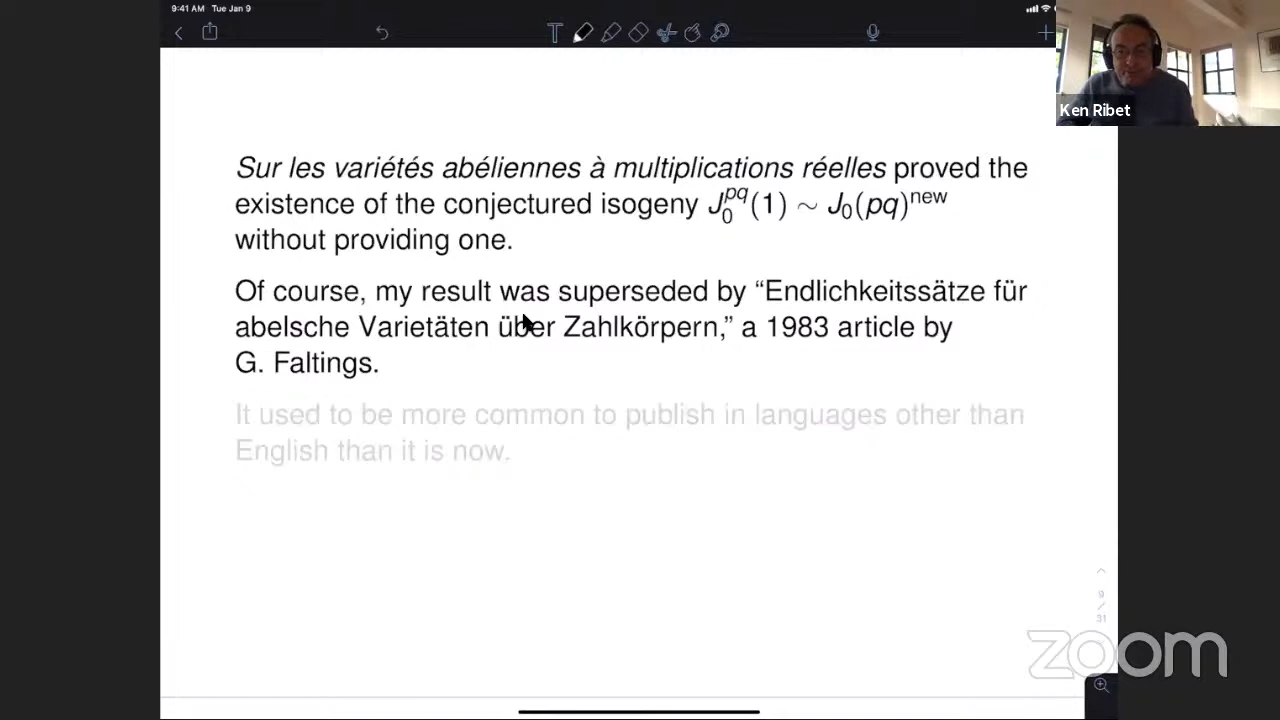 9:41 AM Tue Jan 9
Ken Ribet
Sur les variétés abéliennes à multiplications réelles proved the
existence of the conjectured isogeny J₀^{pq}(1) ∼ J₀(pq)^{new}
without providing one.
Of course, my result was superseded by “Endlichkeitssätze für
abelsche Varietäten über Zahlkörpern,” a 1983 article by
G. Faltings.
It used to be more common to publish in languages other than
English than it is now.
9
/
31
zoom